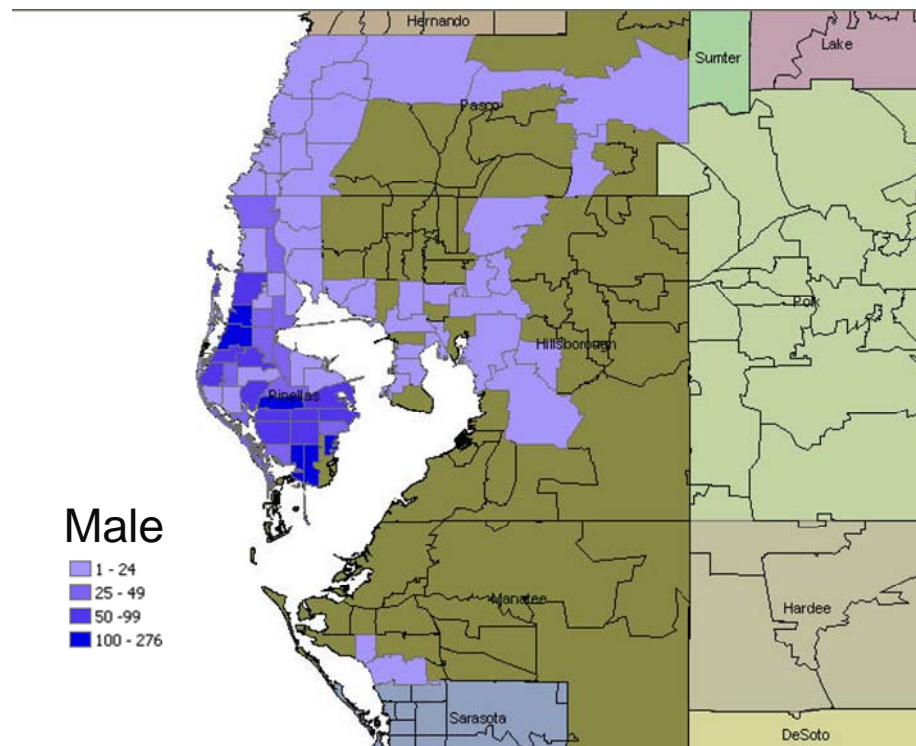 Hernando
Sumter
Lake
Pasco
Polk
Hillsborough
Pinellas
Male
1 - 24
25 - 49
50 -99
100 - 276
Manatee
Hardee
Sarasota
DeSoto